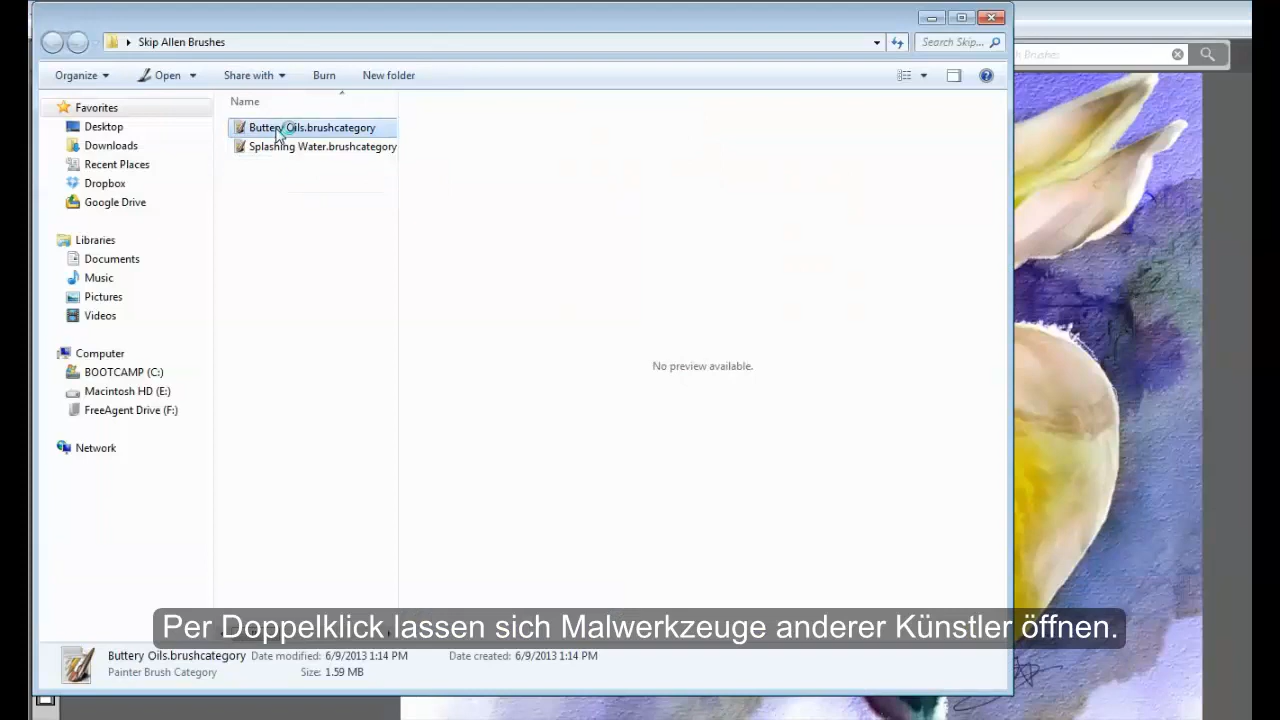 Skip Allen Brushes
Search Skip...
Brushes
Organize
Open
Share with
Burn
New folder
Name
Favorites
Desktop
Downloads
Recent Places
Dropbox
Google Drive
Libraries
Documents
Music
Pictures
Videos
Computer
BOOTCAMP (C:)
Macintosh HD (E:)
FreeAgent Drive (F:)
Network
Buttery Oils.brushcategory
Splashing Water.brushcategory
No preview available.
Per Doppelklick lassen sich Malwerkzeuge anderer Künstler öffnen.
Buttery Oils.brushcategory Date modified: 6/9/2013 1:14 PM Date created: 6/9/2013 1:14 PM
Painter Brush Category Size: 1.59 MB